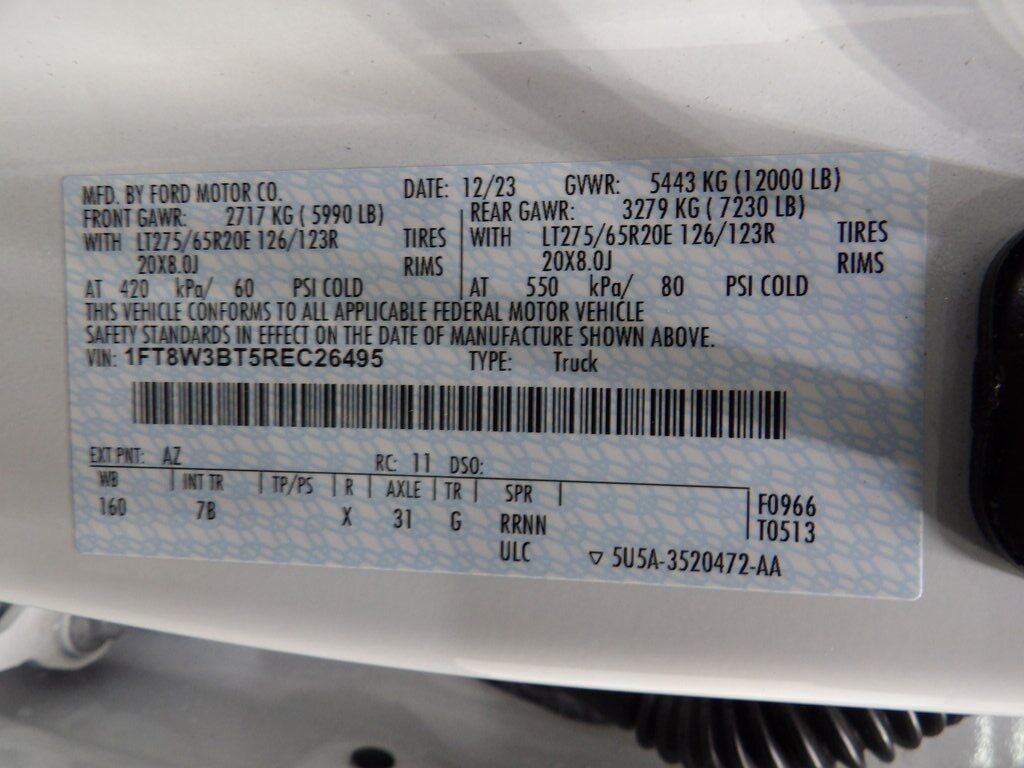 MFD. BY FORD MOTOR CO. DATE: 12/23 GVWR: 5443 KG (12000 LB)
FRONT GAWR: 2717 KG ( 5990 LB) REAR GAWR: 3279 KG ( 7230 LB)
WITH LT275/65R20E 126/123R TIRES WITH LT275/65R20E 126/123R TIRES
20X8.0J RIMS 20X8.0J RIMS
AT 420 kPa/ 60 PSI COLD AT 550 kPa/ 80 PSI COLD
THIS VEHICLE CONFORMS TO ALL APPLICABLE FEDERAL MOTOR VEHICLE
SAFETY STANDARDS IN EFFECT ON THE DATE OF MANUFACTURE SHOWN ABOVE.
VIN: 1FT8W3BT5REC26495 TYPE: Truck
EXT PNT: AZ RC: 11 DSO:
WB INT TR TP/PS R AXLE TR SPR
160 7B X 31 G RRNN F0966
ULC T0513
▽ 5U5A-3520472-AA